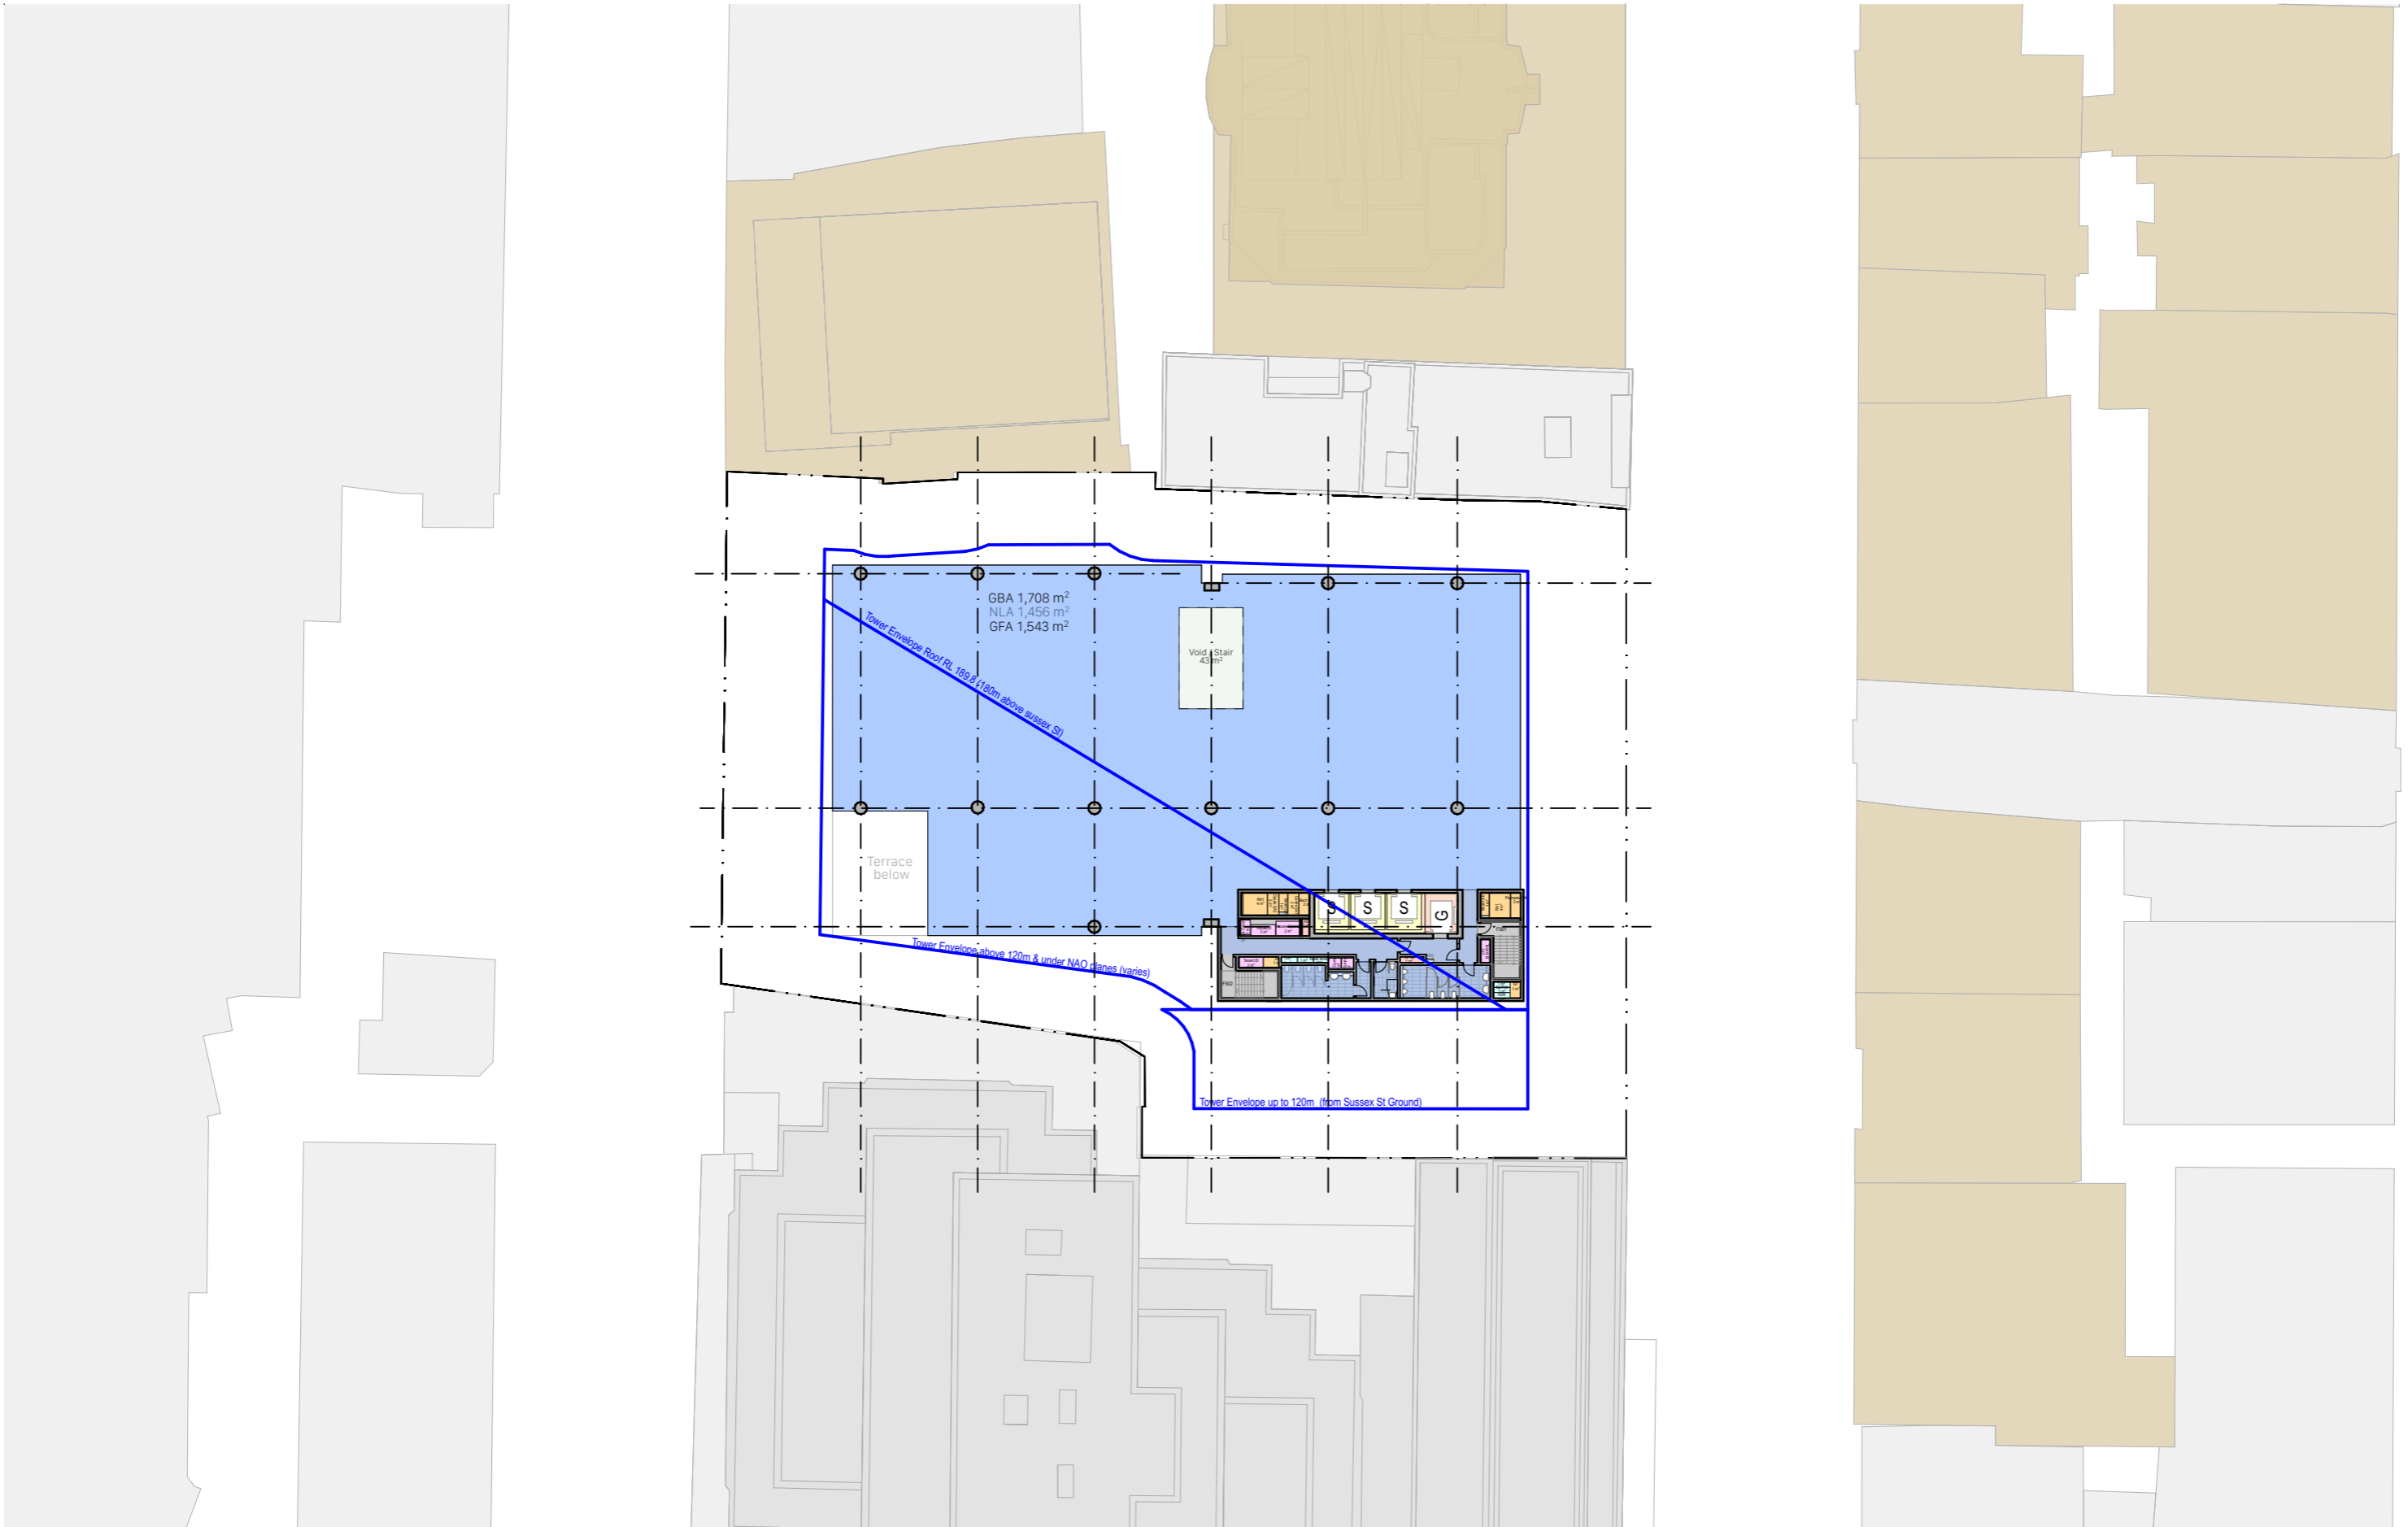 GBA 1,708 m²
NLA 1,456 m²
GFA 1,543 m²
Void / Stair
43 m²
Tower Envelope Roof RL 189.8 (180m above sussex St)
Terrace
below
S
S
S
G
Tower Envelope above 120m & under NAO planes (varies)
Tower Envelope up to 120m (from Sussex St Ground)